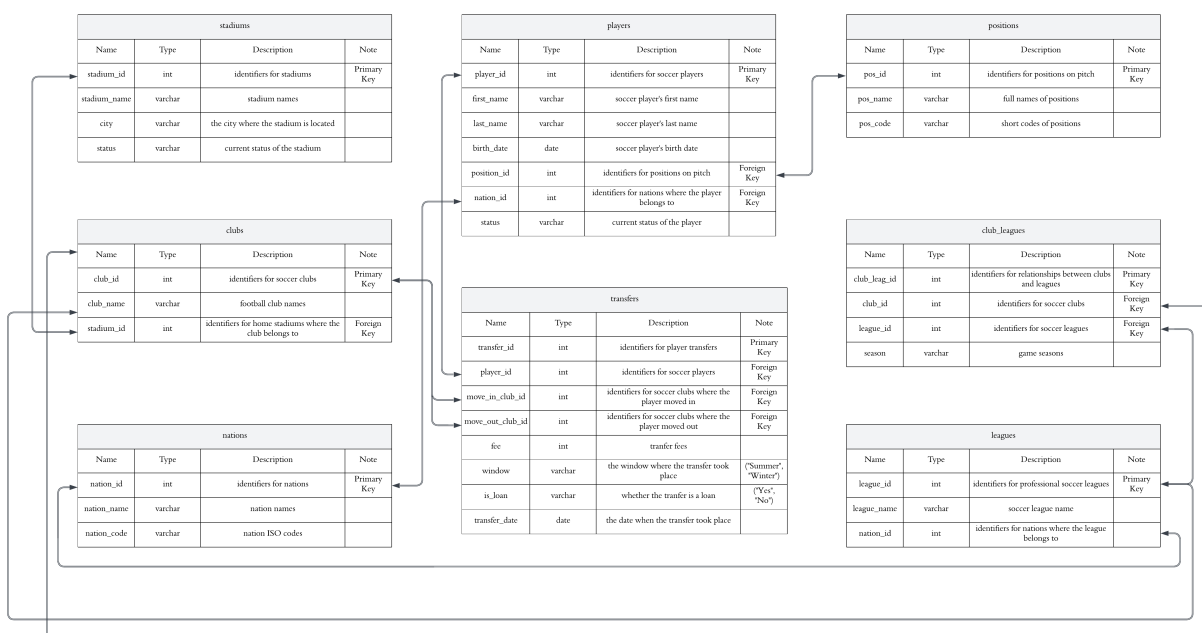 stadiums
Name Type Description Note
stadium_id int identifiers for stadiums Primary Key
stadium_name varchar stadium names
city varchar the city where the stadium is located
status varchar current status of the stadium
players
Name Type Description Note
player_id int identifiers for soccer players Primary Key
first_name varchar soccer player's first name
last_name varchar soccer player's last name
birth_date date soccer player's birth date
position_id int identifiers for positions on pitch Foreign Key
nation_id int identifiers for nations where the player belongs to Foreign Key
status varchar current status of the player
positions
Name Type Description Note
pos_id int identifiers for positions on pitch Primary Key
pos_name varchar full names of positions
pos_code varchar short codes of positions
clubs
Name Type Description Note
club_id int identifiers for soccer clubs Primary Key
club_name varchar football club names
stadium_id int identifiers for home stadiums where the club belongs to Foreign Key
transfers
Name Type Description Note
transfer_id int identifiers for player transfers Primary Key
player_id int identifiers for soccer players Foreign Key
move_in_club_id int identifiers for soccer clubs where the player moved in Foreign Key
move_out_club_id int identifiers for soccer clubs where the player moved out Foreign Key
fee int tranfer fees
window varchar the window where the transfer took place ("Summer", "Winter")
is_loan varchar whether the tranfer is a loan ("Yes", "No")
transfer_date date the date when the transfer took place
club_leagues
Name Type Description Note
club_leag_id int identifiers for relationships between clubs and leagues Primary Key
club_id int identifiers for soccer clubs Foreign Key
league_id int identifiers for soccer leagues Foreign Key
season varchar game seasons
nations
Name Type Description Note
nation_id int identifiers for nations Primary Key
nation_name varchar nation names
nation_code varchar nation ISO codes
leagues
Name Type Description Note
league_id int identifiers for professional soccer leagues Primary Key
league_name varchar soccer league name
nation_id int identifiers for nations where the league belongs to